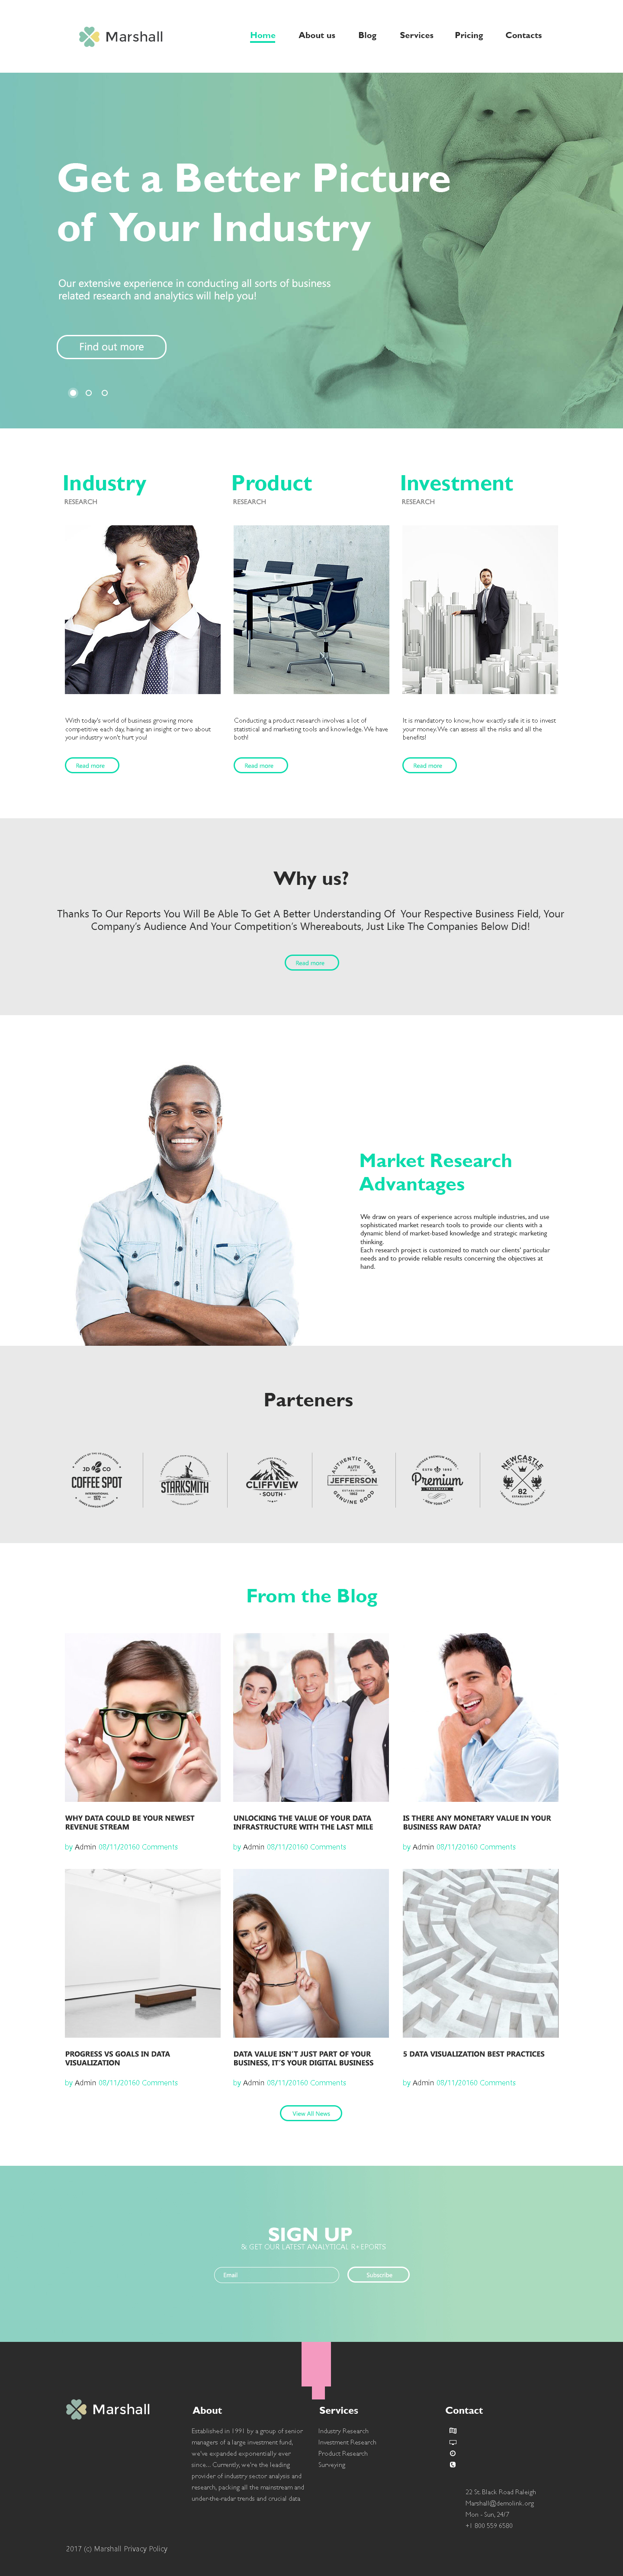 Marshall
Home About us Blog Services Pricing Contacts
Get a Better Picture
of Your Industry
Our extensive experience in conducting all sorts of business
related research and analytics will help you!
Find out more
Industry
RESEARCH
Product
RESEARCH
Investment
RESEARCH
With today's world of business growing more
competitive each day, having an insight or two about
your industry won't hurt you!
Read more
Conducting a product research involves a lot of
statistical and marketing tools and knowledge. We have
both!
Read more
It is mandatory to know, how exactly safe it is to invest
your money. We can assess all the risks and all the
benefits!
Read more
Why us?
Thanks To Our Reports You Will Be Able To Get A Better Understanding Of Your Respective Business Field, Your
Company's Audience And Your Competition's Whereabouts, Just Like The Companies Below Did!
Read more
Market Research
Advantages
We draw on years of experience across multiple industries, and use
sophisticated market research tools to provide our clients with a
dynamic blend of market-based knowledge and strategic marketing
thinking.
Each research project is customized to match our clients' particular
needs and to provide reliable results concerning the objectives at
hand.
Parteners
JD CO
COFFEE SPOT
INTERNATIONAL
STARKSMITH
CLIFFVIEW
SOUTH
AUTHENTIC TRDM
AUTH
JEFFERSON
ESTABLISHED
1952
GENUINE GOOD
ESTD 1892
Premium
TRADEMARK
NEW YORK CITY
NEWCASTLE
82
ESTABLISHED
From the Blog
WHY DATA COULD BE YOUR NEWEST
REVENUE STREAM
by Admin 08/11/20160 Comments
UNLOCKING THE VALUE OF YOUR DATA
INFRASTRUCTURE WITH THE LAST MILE
by Admin 08/11/20160 Comments
IS THERE ANY MONETARY VALUE IN YOUR
BUSINESS RAW DATA?
by Admin 08/11/20160 Comments
PROGRESS VS GOALS IN DATA
VISUALIZATION
by Admin 08/11/20160 Comments
DATA VALUE ISN'T JUST PART OF YOUR
BUSINESS, IT'S YOUR DIGITAL BUSINESS
by Admin 08/11/20160 Comments
5 DATA VISUALIZATION BEST PRACTICES
by Admin 08/11/20160 Comments
View All News
SIGN UP
& GET OUR LATEST ANALYTICAL R+EPORTS
Email
Subscribe
Marshall
About
Established in 1991 by a group of senior
managers of a large investment fund,
we've expanded exponentially ever
since... Currently, we're the leading
provider of industry sector analysis and
research, packing all the mainstream and
under-the-radar trends and crucial data
Services
Industry Research
Investment Research
Product Research
Surveying
Contact
22 St. Black Road Raleigh
Marshall@demolink.org
Mon - Sun, 24/7
+1 800 559 6580
2017 (c) Marshall Privacy Policy